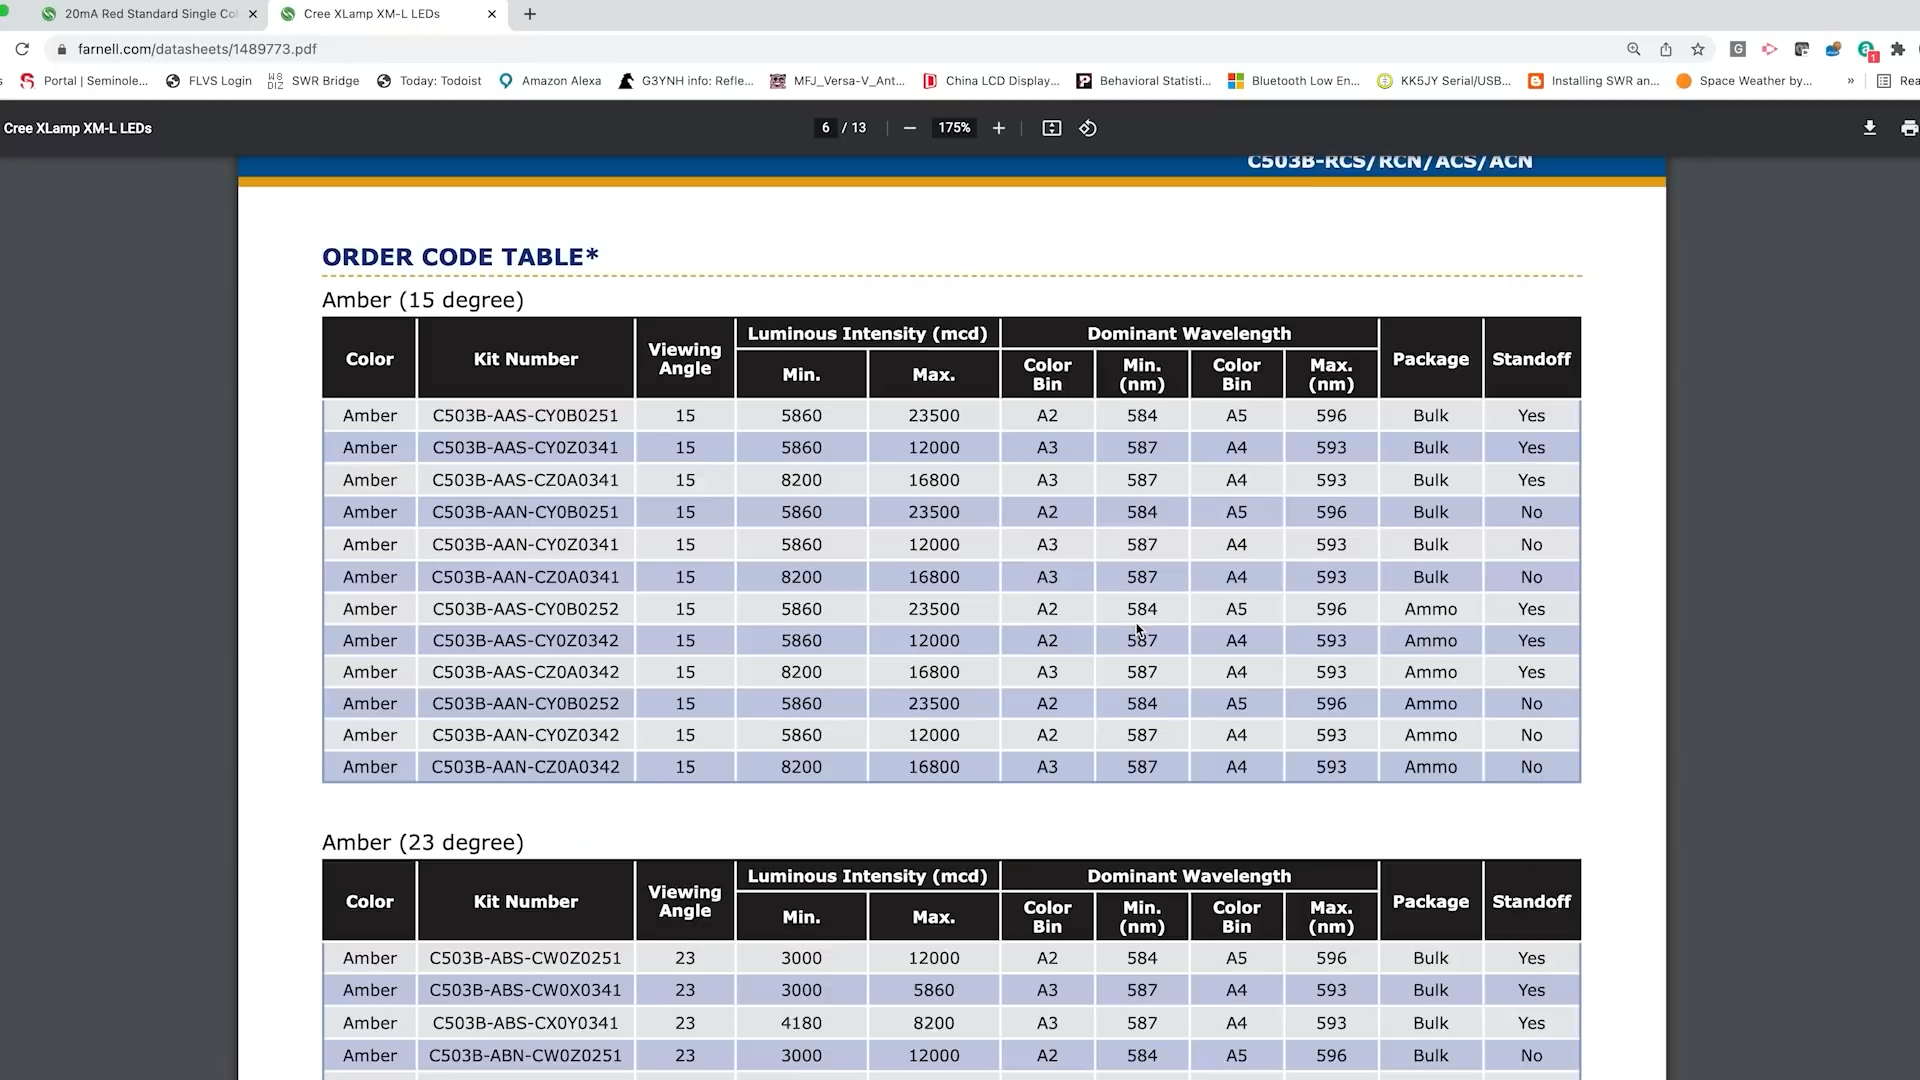 20mA Red Standard Single Co
Cree XLamp XM-L LEDs
farnell.com/datasheets/1489773.pdf
Portal | Seminole...
FLVS Login
SWR Bridge
Today: Todoist
Amazon Alexa
G3YNH info: Refle...
MFJ_Versa-V_Ant...
China LCD Display...
Behavioral Statisti...
Bluetooth Low En...
KK5JY Serial/USB...
Installing SWR an...
Space Weather by...
»
Rea
Cree XLamp XM-L LEDs
6 / 13
175%
C503B-RCS/RCN/ACS/ACN
ORDER CODE TABLE*
Amber (15 degree)
Color Kit Number Viewing Angle Luminous Intensity (mcd) Dominant Wavelength Package Standoff
Min. Max. Color Bin Min. (nm) Color Bin Max. (nm)
Amber C503B-AAS-CY0B0251 15 5860 23500 A2 584 A5 596 Bulk Yes
Amber C503B-AAS-CY0Z0341 15 5860 12000 A3 587 A4 593 Bulk Yes
Amber C503B-AAS-CZ0A0341 15 8200 16800 A3 587 A4 593 Bulk Yes
Amber C503B-AAN-CY0B0251 15 5860 23500 A2 584 A5 596 Bulk No
Amber C503B-AAN-CY0Z0341 15 5860 12000 A3 587 A4 593 Bulk No
Amber C503B-AAN-CZ0A0341 15 8200 16800 A3 587 A4 593 Bulk No
Amber C503B-AAS-CY0B0252 15 5860 23500 A2 584 A5 596 Ammo Yes
Amber C503B-AAS-CY0Z0342 15 5860 12000 A2 587 A4 593 Ammo Yes
Amber C503B-AAS-CZ0A0342 15 8200 16800 A3 587 A4 593 Ammo Yes
Amber C503B-AAN-CY0B0252 15 5860 23500 A2 584 A5 596 Ammo No
Amber C503B-AAN-CY0Z0342 15 5860 12000 A2 587 A4 593 Ammo No
Amber C503B-AAN-CZ0A0342 15 8200 16800 A3 587 A4 593 Ammo No
Amber (23 degree)
Color Kit Number Viewing Angle Luminous Intensity (mcd) Dominant Wavelength Package Standoff
Min. Max. Color Bin Min. (nm) Color Bin Max. (nm)
Amber C503B-ABS-CW0Z0251 23 3000 12000 A2 584 A5 596 Bulk Yes
Amber C503B-ABS-CW0X0341 23 3000 5860 A3 587 A4 593 Bulk Yes
Amber C503B-ABS-CX0Y0341 23 4180 8200 A3 587 A4 593 Bulk Yes
Amber C503B-ABN-CW0Z0251 23 3000 12000 A2 584 A5 596 Bulk No